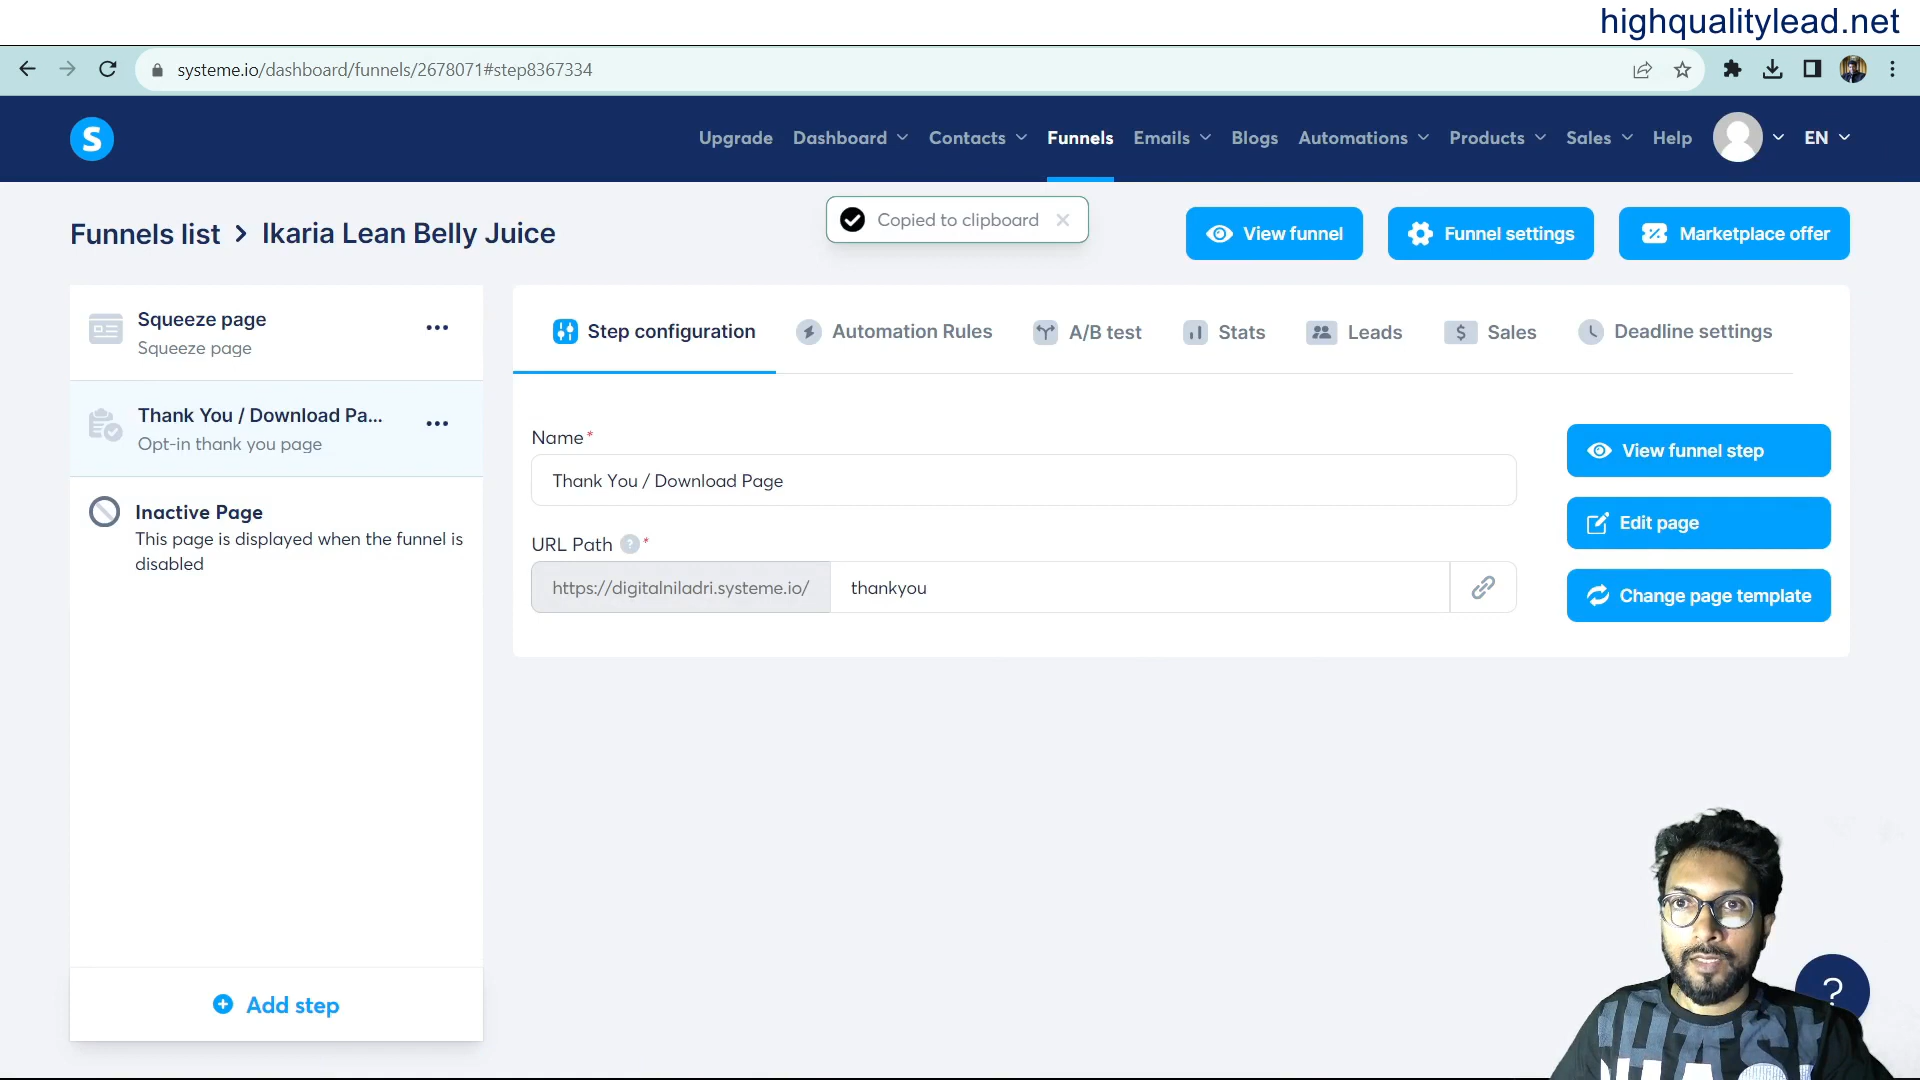 highqualitylead.net
systeme.io/dashboard/funnels/2678071#step8367334
S
Upgrade Dashboard Contacts Funnels Emails Blogs Automations Products Sales Help EN
Funnels list > Ikaria Lean Belly Juice
Copied to clipboard
View funnel
Funnel settings
Marketplace offer
Squeeze page
Squeeze page
Thank You / Download Pa...
Opt-in thank you page
Inactive Page
This page is displayed when the funnel is
disabled
Add step
Step configuration
Automation Rules
A/B test
Stats
Leads
Sales
Deadline settings
Name*
Thank You / Download Page
URL Path ? *
https://digitalniladri.systeme.io/ thankyou
View funnel step
Edit page
Change page template
?